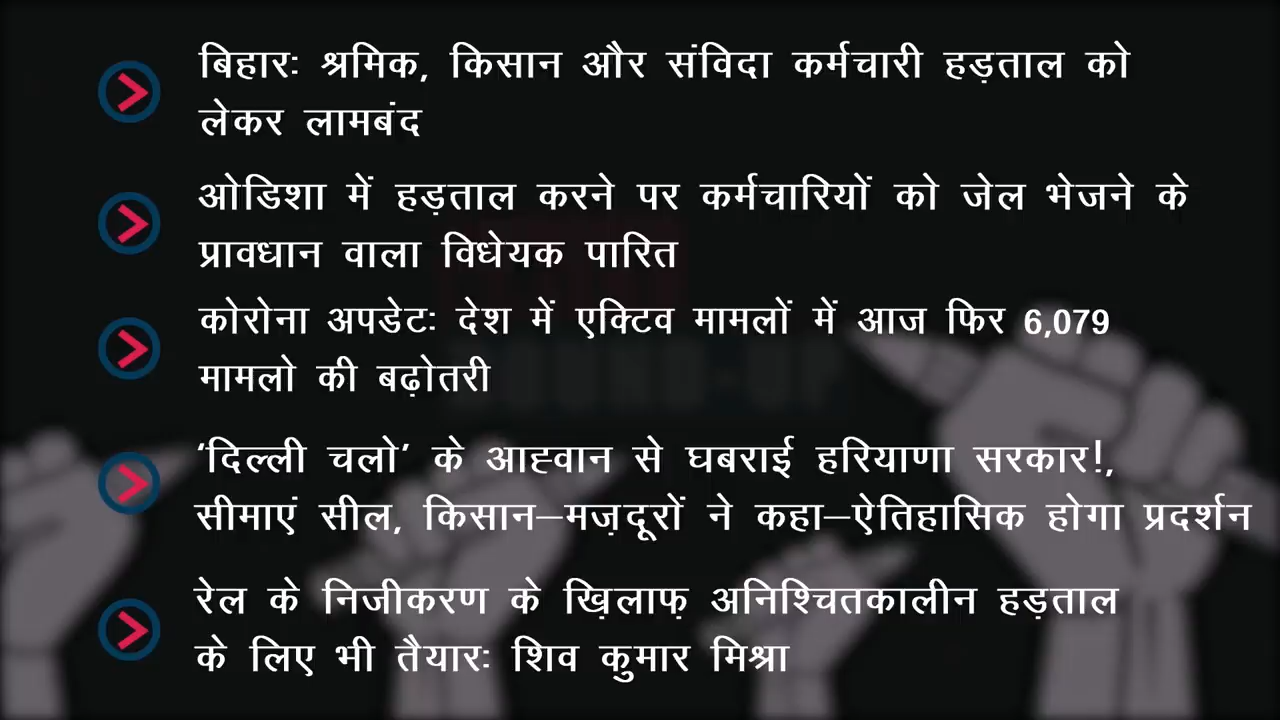 बिहारः श्रमिक, किसान और संविदा कर्मचारी हड़ताल को
लेकर लामबंद
ओडिशा में हड़ताल करने पर कर्मचारियों को जेल भेजने के
प्रावधान वाला विधेयक पारित
कोरोना अपडेटः देश में एक्टिव मामलों में आज फिर 6,079
मामलो की बढ़ोतरी
‘दिल्ली चलो’ के आह्वान से घबराई हरियाणा सरकार!,
सीमाएं सील, किसान–मज़दूरों ने कहा–ऐतिहासिक होगा प्रदर्शन
रेल के निजीकरण के ख़िलाफ़ अनिश्चितकालीन हड़ताल
के लिए भी तैयारः शिव कुमार मिश्रा
ROUND-UP